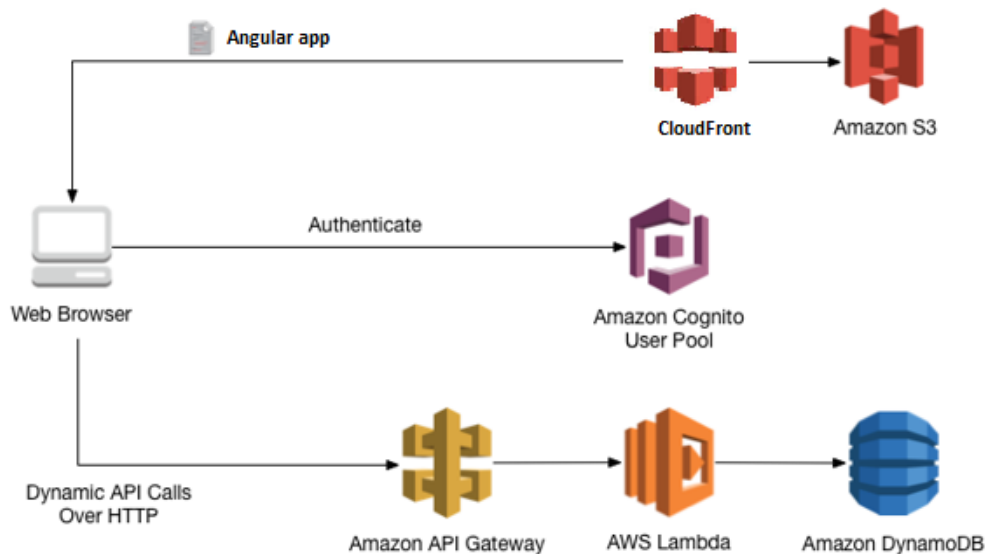 Angular app
CloudFront
Amazon S3
Authenticate
Web Browser
Amazon Cognito
User Pool
Dynamic API Calls
Over HTTP
Amazon API Gateway
AWS Lambda
Amazon DynamoDB